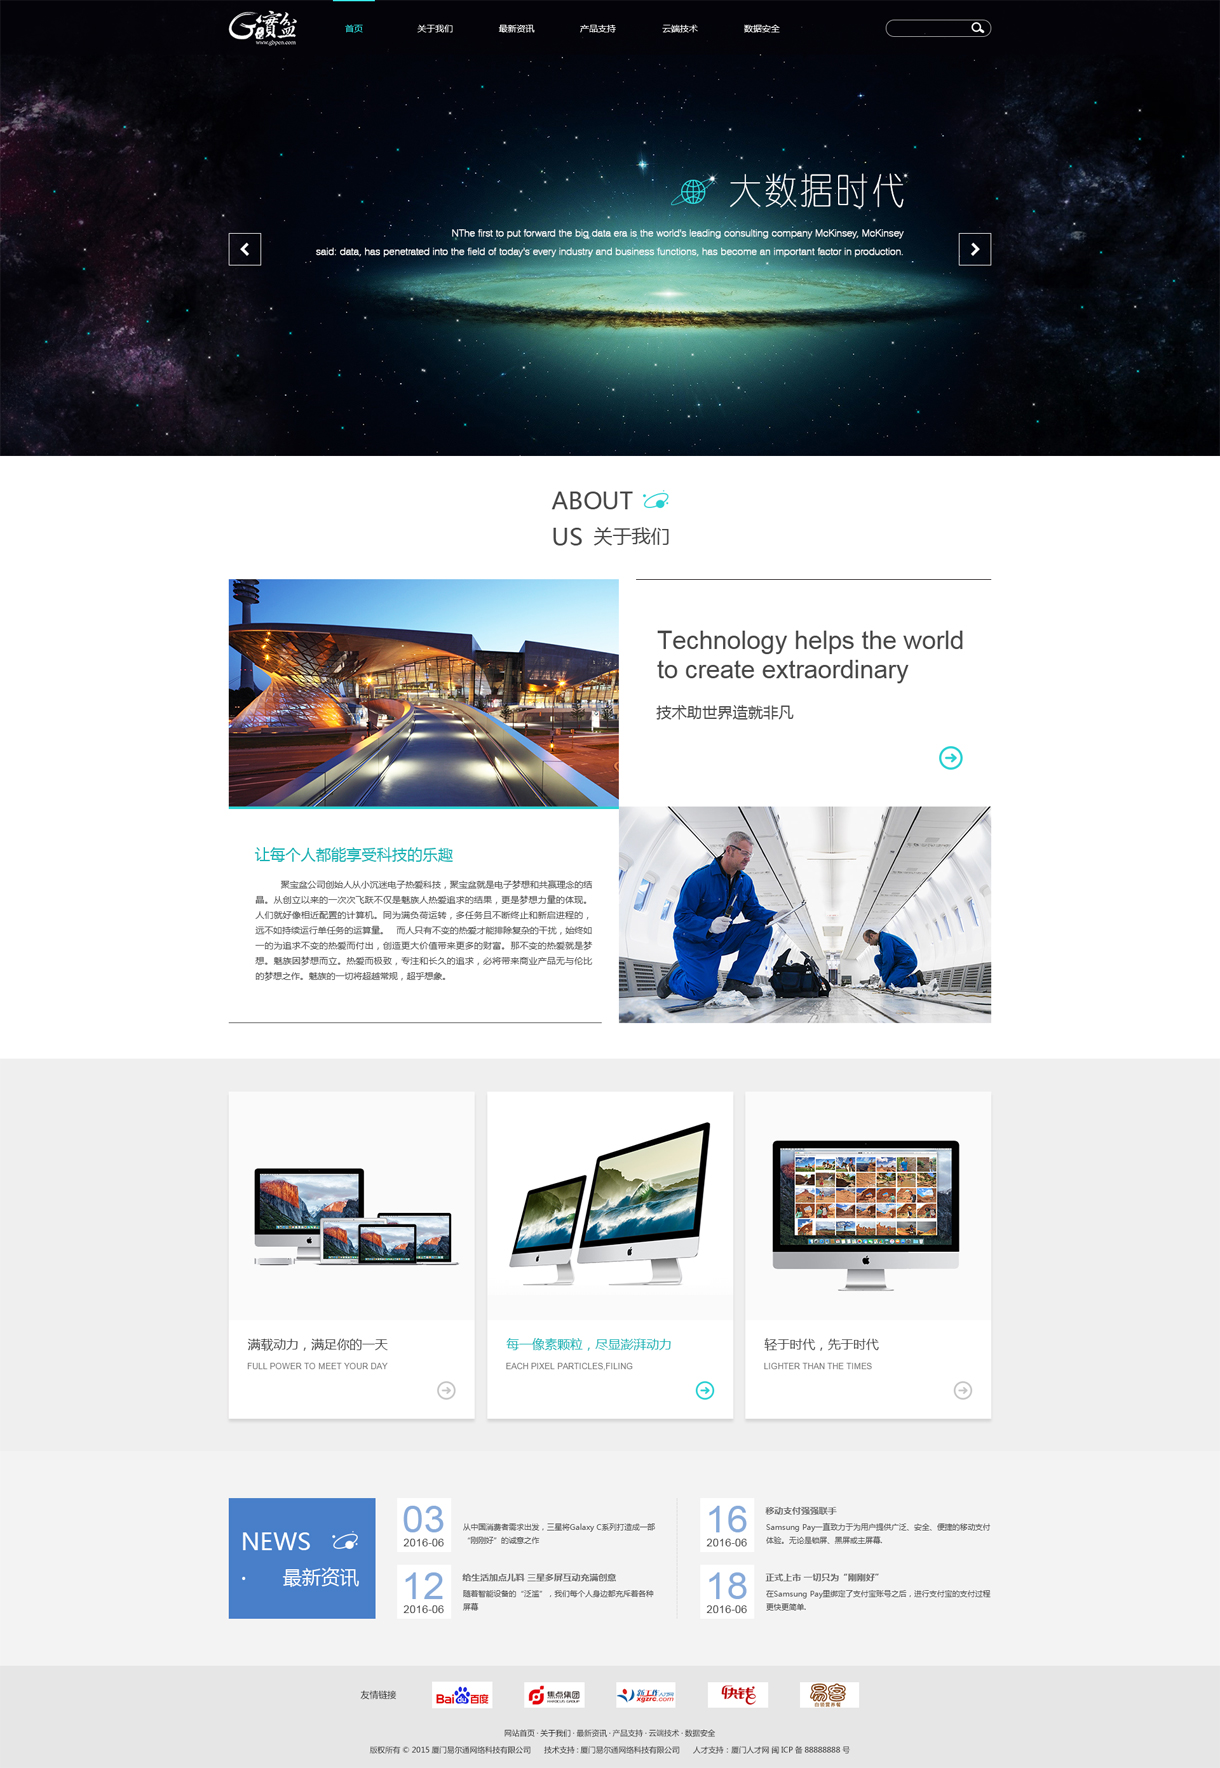 G寶盆
www.gbpen.com
首页 关于我们 最新资讯 产品支持 云端技术 数据安全
大数据时代
NThe first to put forward the big data era is the world's leading consulting company McKinsey, McKinsey
said: data, has penetrated into the field of today's every industry and business functions, has become an important factor in production.
ABOUT
US 关于我们
Technology helps the world
to create extraordinary
技术助世界造就非凡
让每个人都能享受科技的乐趣
聚宝盆公司创始人从小沉迷电子热爱科技，聚宝盆就是电子梦想和共赢理念的结
晶。从创立以来的一次次飞跃不仅是魅族人热爱追求的结果，更是梦想力量的体现。
人们就好像相近配置的计算机。同为满负荷运转，多任务且不断终止和新启进程的，
远不如持续运行单任务的运算量。 而人只有不变的热爱才能排除复杂的干扰，始终如
一的为追求不变的热爱而付出，创造更大价值带来更多的财富。那不变的热爱就是梦
想。魅族因梦想而立。热爱而极致，专注和长久的追求，必将带来商业产品无与伦比
的梦想之作。魅族的一切将超越常规，超乎想象。
满载动力，满足你的一天
FULL POWER TO MEET YOUR DAY
每一像素颗粒，尽显澎湃动力
EACH PIXEL PARTICLES,FILING
轻于时代，先于时代
LIGHTER THAN THE TIMES
NEWS
· 最新资讯
03
2016-06
从中国消费者需求出发，三星将Galaxy C系列打造成一部
“刚刚好”的诚意之作
12
2016-06
给生活加点儿料 三星多屏互动充满创意
随着智能设备的“泛滥”，我们每个人身边都充斥着各种
屏幕
16
2016-06
移动支付强强联手
Samsung Pay一直致力于为用户提供广泛、安全、便捷的移动支付
体验。无论是锁屏、黑屏或主屏幕.
18
2016-06
正式上市 一切只为“刚刚好”
在Samsung Pay里绑定了支付宝账号之后，进行支付宝的支付过程
更快更简单.
友情链接
Bai百度
焦点集团
新工作人才网
xgzrc.com
快钱
易客
网站首页 · 关于我们 · 最新资讯 · 产品支持 · 云端技术 · 数据安全
版权所有 © 2015 厦门易尔通网络科技有限公司 技术支持：厦门易尔通网络科技有限公司 人才支持：厦门人才网 闽 ICP 备 88888888 号